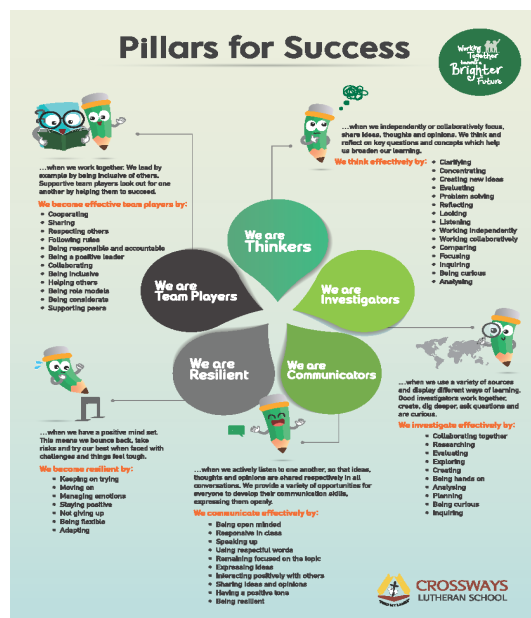 Pillars for Success
Working
Together
Brighter
Future
...when we work together. We lead by
example by being inclusive of others.
Supportive team players look out for one
another by helping them to succeed.
We become effective team players by:
• Cooperating
• Sharing
• Respecting others
• Following rules
• Being responsible and accountable
• Being a positive leader
• Collaborating
• Being inclusive
• Helping others
• Being role models
• Being considerate
• Supporting peers
...when we independently or collaboratively focus,
share ideas, thoughts and opinions. We think and
reflect on key questions and concepts which help
us broaden our learning.
We think effectively by:
• Clarifying
• Concentrating
• Creating new ideas
• Evaluating
• Problem solving
• Reflecting
• Looking
• Listening
• Working independently
• Working collaboratively
• Comparing
• Focusing
• Inquiring
• Being curious
• Analysing
We are
Thinkers
We are
Team Players
We are
Investigators
We are
Resilient
We are
Communicators
...when we have a positive mind set.
This means we bounce back, take
risks and try our best when faced with
challenges and things feel tough.
We become resilient by:
• Keeping on trying
• Moving on
• Managing emotions
• Staying positive
• Not giving up
• Being flexible
• Adapting
...when we actively listen to one another, so that ideas,
thoughts and opinions are shared respectively in all
conversations. We provide a variety of opportunities for
everyone to develop their communication skills,
expressing them openly.
We communicate effectively by:
• Being open minded
• Responsive in class
• Speaking up
• Using respectful words
• Remaining focused on the topic
• Expressing ideas
• Interacting positively with others
• Sharing ideas and opinions
• Having a positive tone
• Being resilient
...when we use a variety of sources
and display different ways of learning.
Good investigators work together,
create, dig deeper, ask questions and
are curious.
We investigate effectively by:
• Collaborating together
• Researching
• Evaluating
• Exploring
• Creating
• Being hands on
• Analysing
• Planning
• Being curious
• Inquiring
CROSSWAYS
LUTHERAN SCHOOL